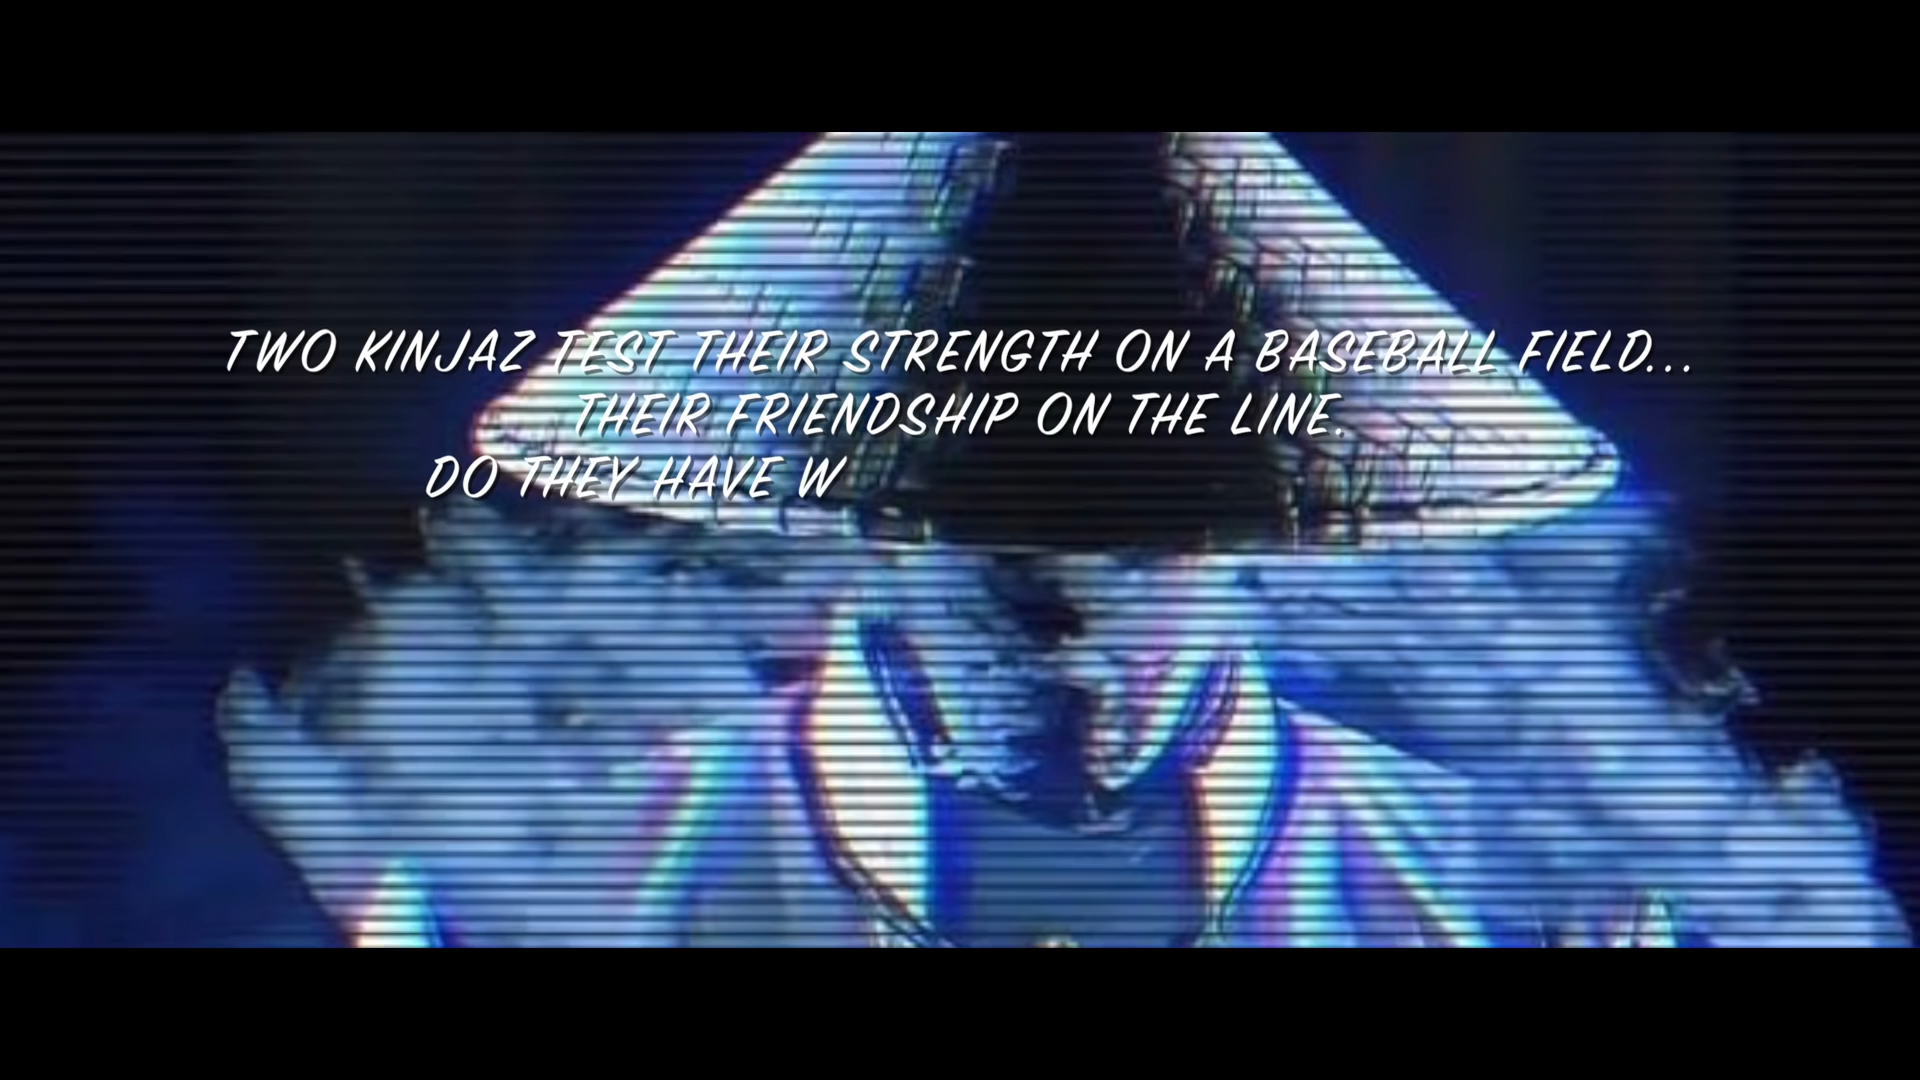 TWO KINJAZ TEST THEIR STRENGTH ON A BASEBALL FIELD...
THEIR FRIENDSHIP ON THE LINE.
DO THEY HAVE W